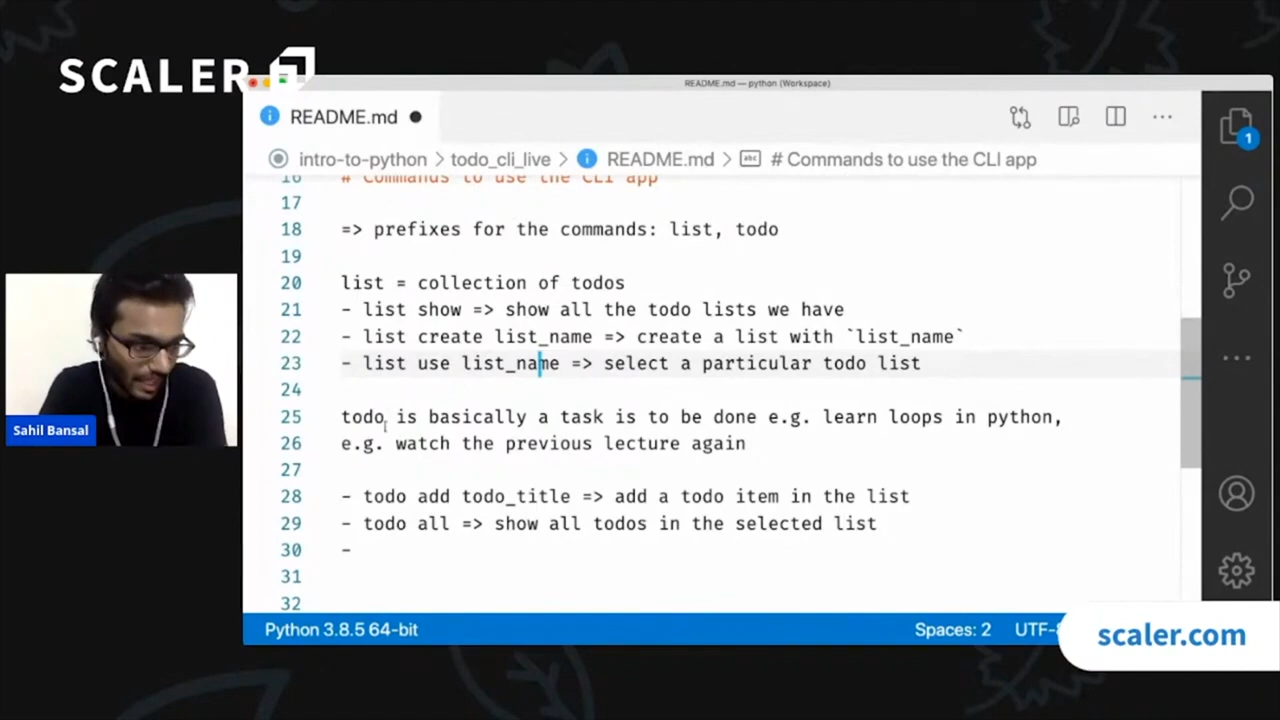 SCALER
README.md — python (Workspace)
README.md
intro-to-python > todo_cli_live > README.md > # Commands to use the CLI app
16 # Commands to use the CLI app
17
18 => prefixes for the commands: list, todo
19
20 list = collection of todos
21 - list show => show all the todo lists we have
22 - list create list_name => create a list with `list_name`
23 - list use list_name => select a particular todo list
24
25 todo is basically a task is to be done e.g. learn loops in python,
26 e.g. watch the previous lecture again
27
28 - todo add todo_title => add a todo item in the list
29 - todo all => show all todos in the selected list
30 -
31
32
1
Sahil Bansal
Python 3.8.5 64-bit
Spaces: 2
UTF-8
scaler.com